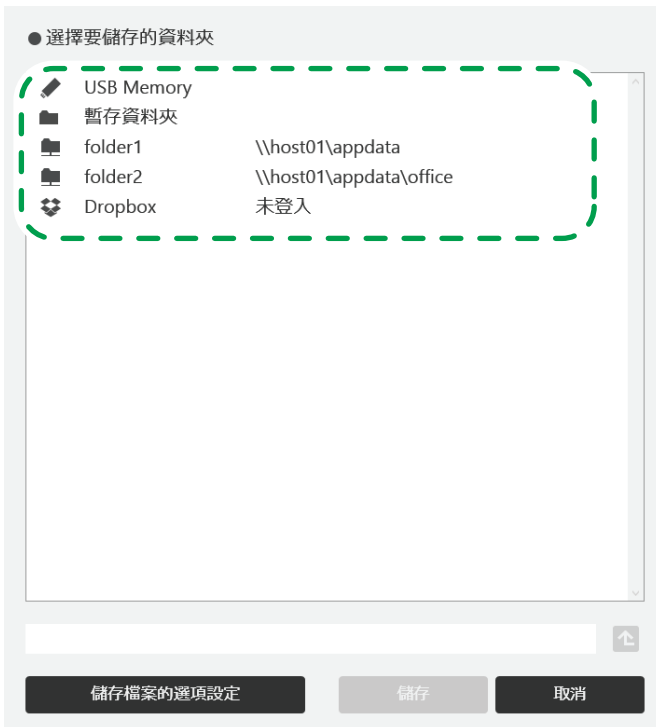 ●選擇要儲存的資料夾
USB Memory
暫存資料夾
folder1 \\host01\appdata
folder2 \\host01\appdata\office
Dropbox 未登入
儲存檔案的選項設定 儲存 取消